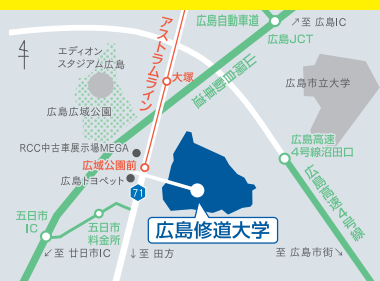 広島自動車道
↗至 広島IC
広島JCT
アストラムライン
エディオン
スタジアム広島
大塚
山陽自動車道
広島市立大学
広島広域公園
RCC中古車展示場MEGA
広域公園前
広島トヨペット
71
広島高速
4号線沼田口
広島高速4号線
五日市
IC
五日市
料金所
広島修道大学
↙至 廿日市IC
↓至 田方
至 広島市街↘